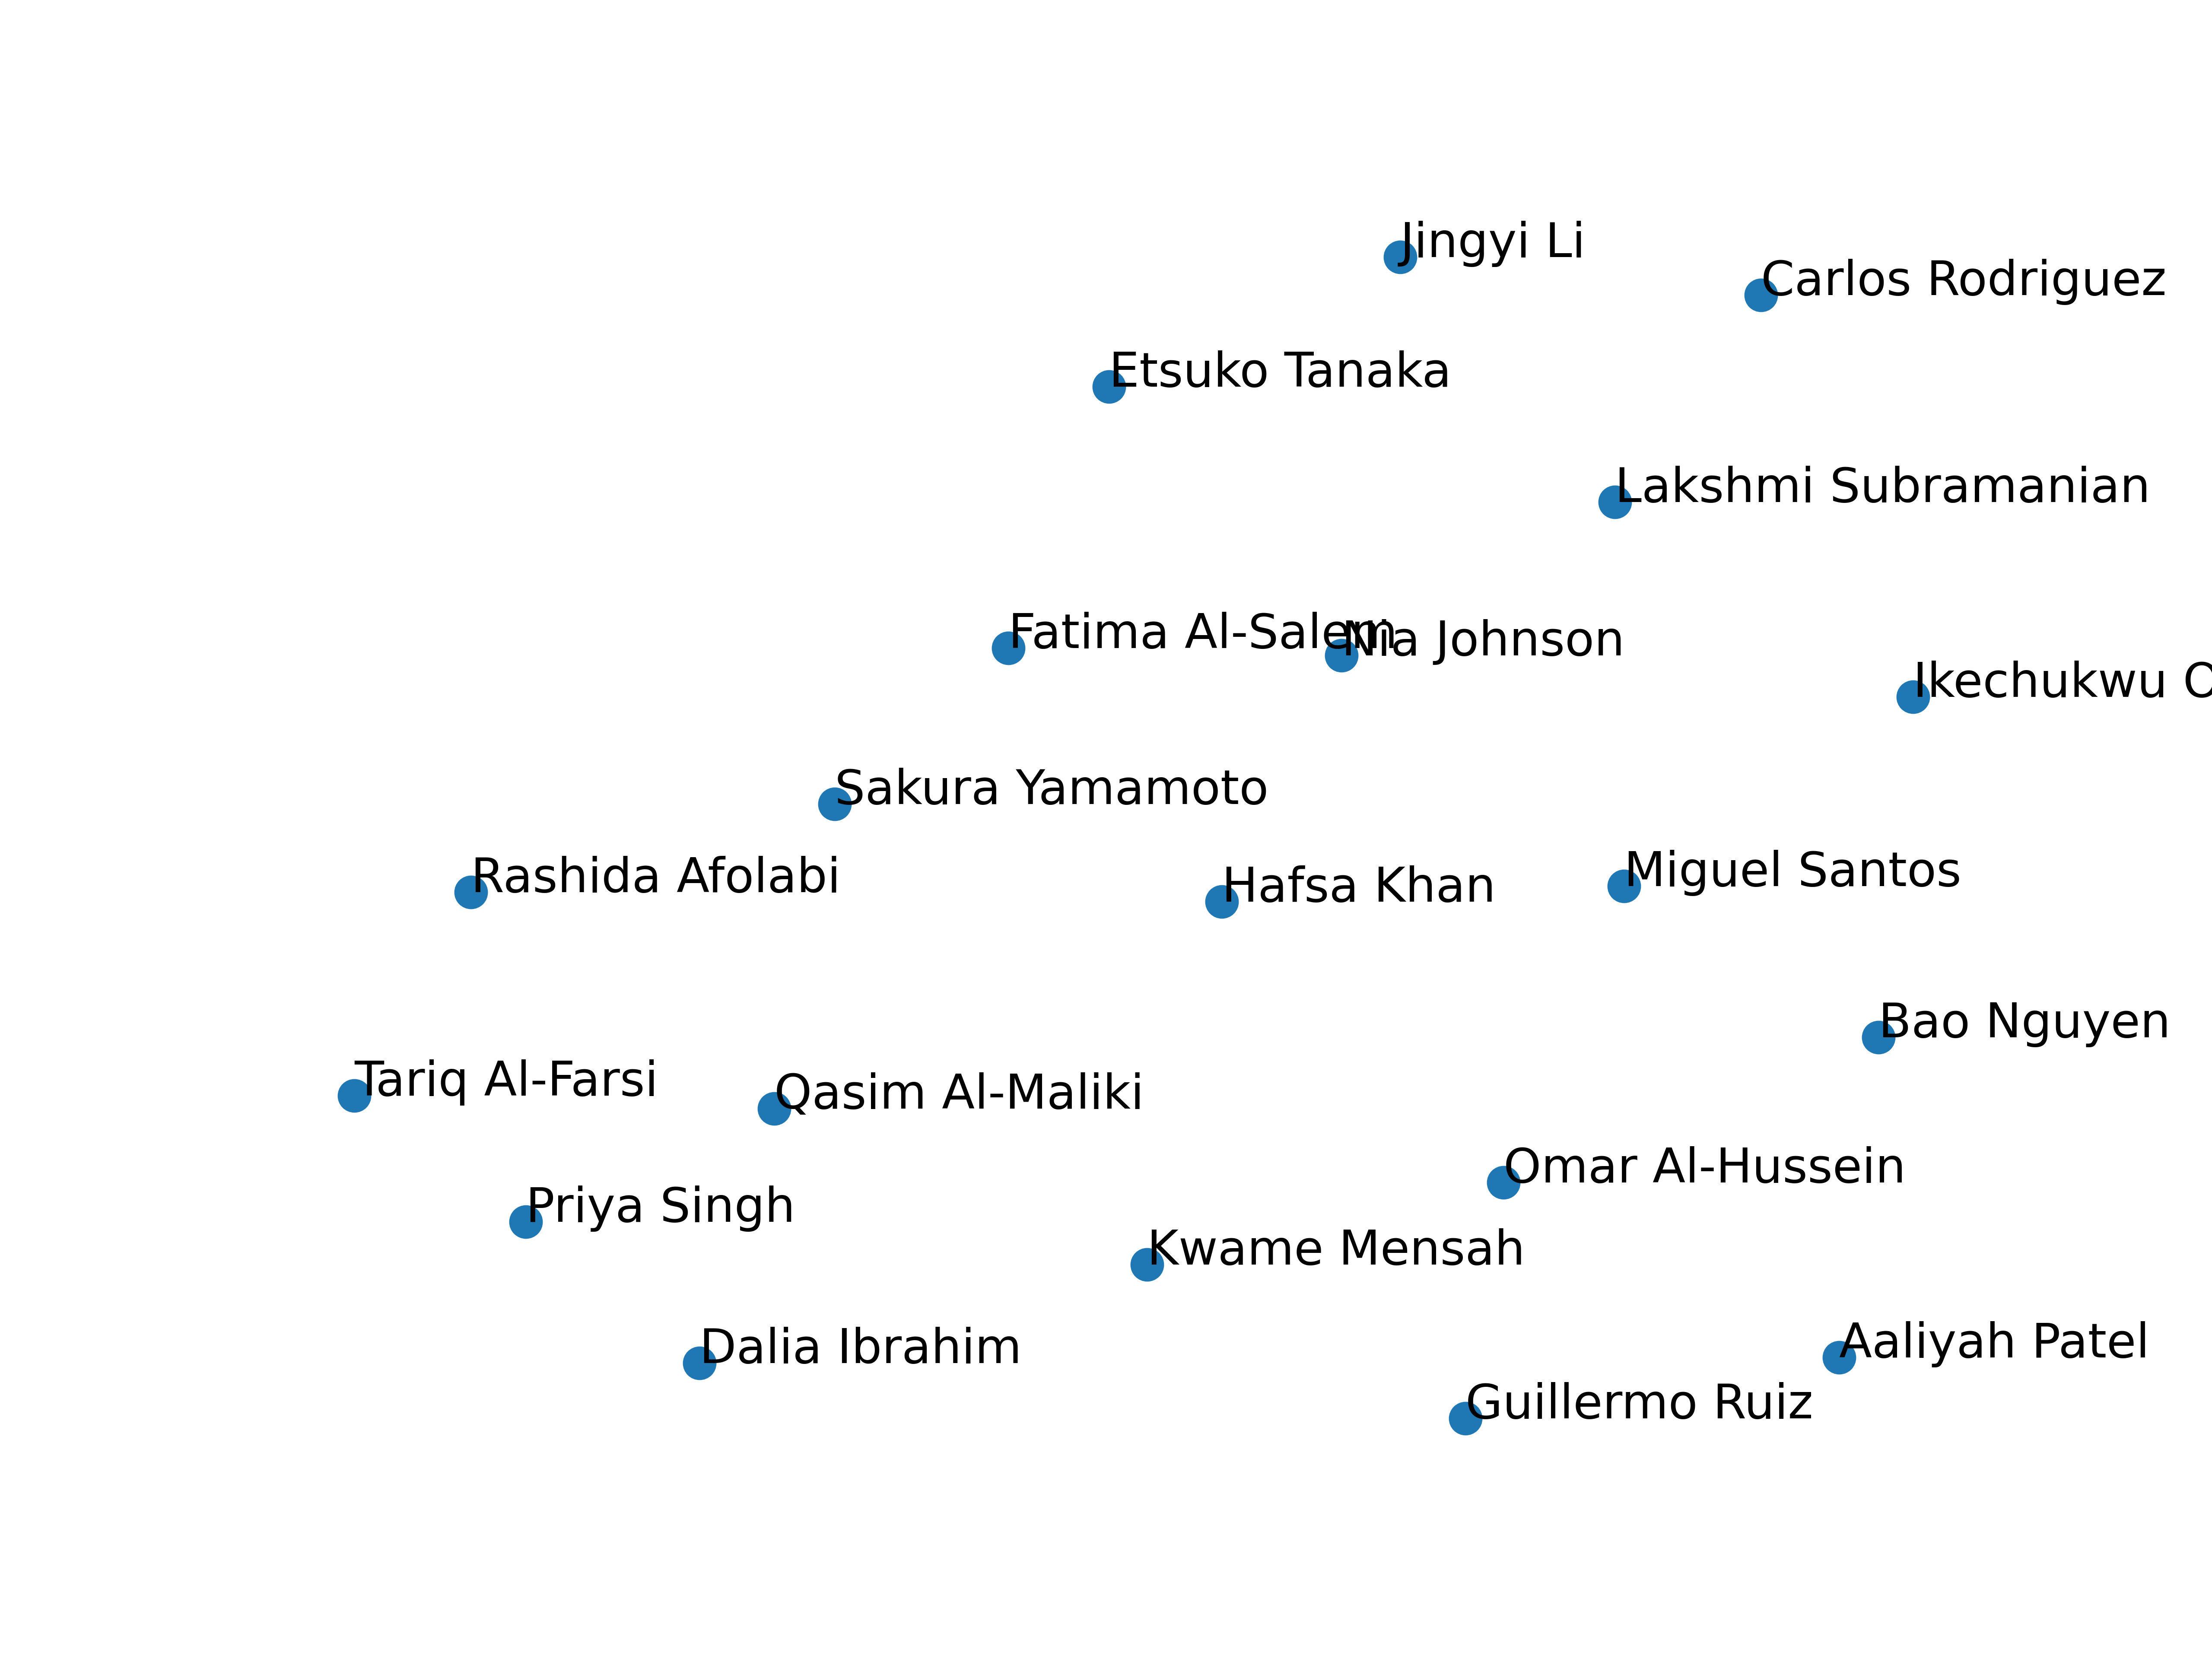 Jingyi Li
Carlos Rodriguez
Etsuko Tanaka
Lakshmi Subramanian
Fatima Al-Salem
Nia Johnson
Ikechukwu
Sakura Yamamoto
Rashida Afolabi
Hafsa Khan
Miguel Santos
Bao Nguyen
Tariq Al-Farsi
Qasim Al-Maliki
Omar Al-Hussein
Priya Singh
Kwame Mensah
Dalia Ibrahim
Aaliyah Patel
Guillermo Ruiz